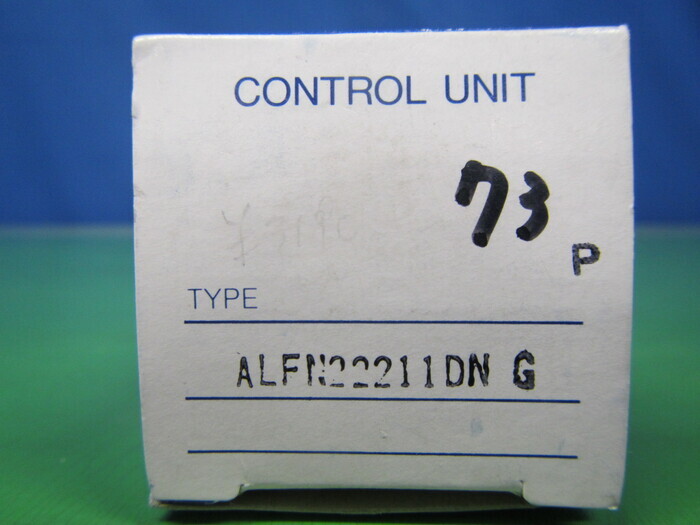 CONTROL UNIT
73
P
TYPE
ALFN22211DN G